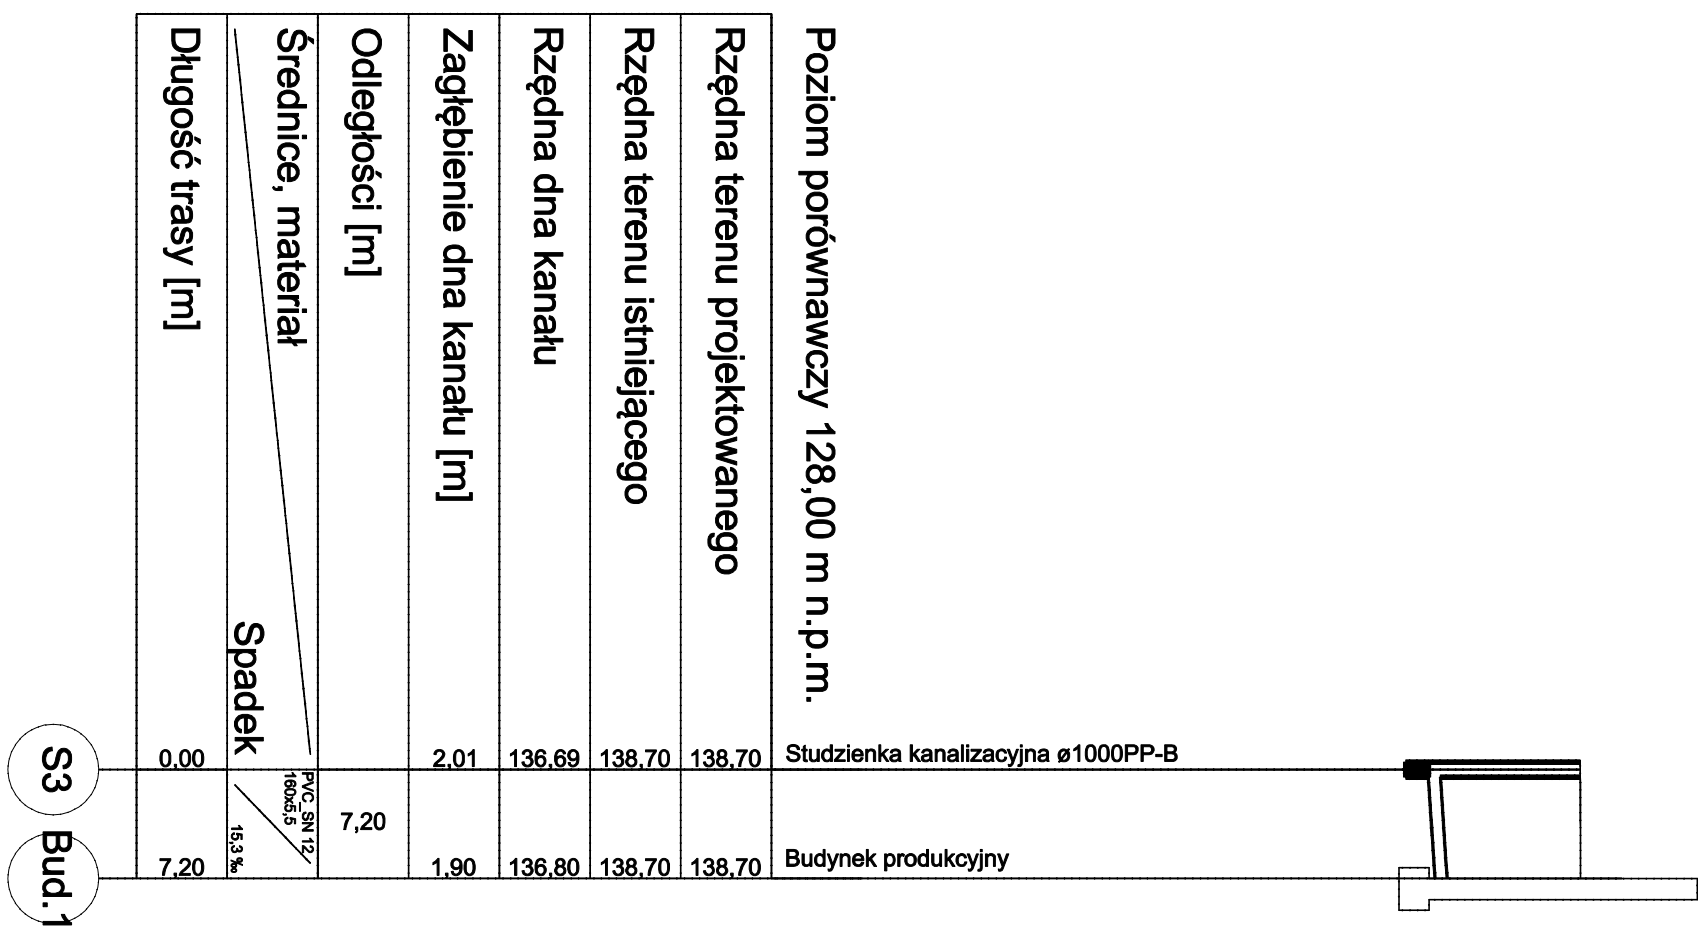 Poziom porównawczy 128,00 m n.p.m.
Rzędna terenu projektowanego
138,70
138,70
Rzędna terenu istniejącego
138,70
138,70
Rzędna dna kanału
136,69
136,80
Zagłębienie dna kanału [m]
2,01
1,90
Odległości [m]
7,20
Średnice, materiał
Spadek
PVC_SN 12
160x5,5
15,3 ‰
Długość trasy [m]
0,00
7,20
Studzienka kanalizacyjna ø1000PP-B
Budynek produkcyjny
S3
Bud.1